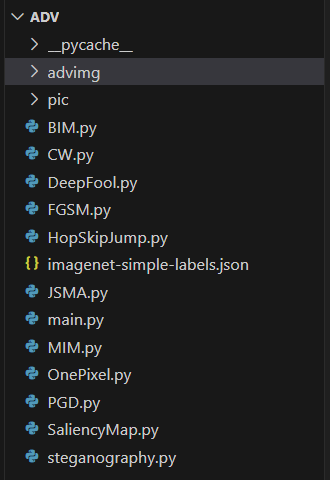 ADV
__pycache__
advimg
pic
BIM.py
CW.py
DeepFool.py
FGSM.py
HopSkipJump.py
{} imagenet-simple-labels.json
JSMA.py
main.py
MIM.py
OnePixel.py
PGD.py
SaliencyMap.py
steganography.py